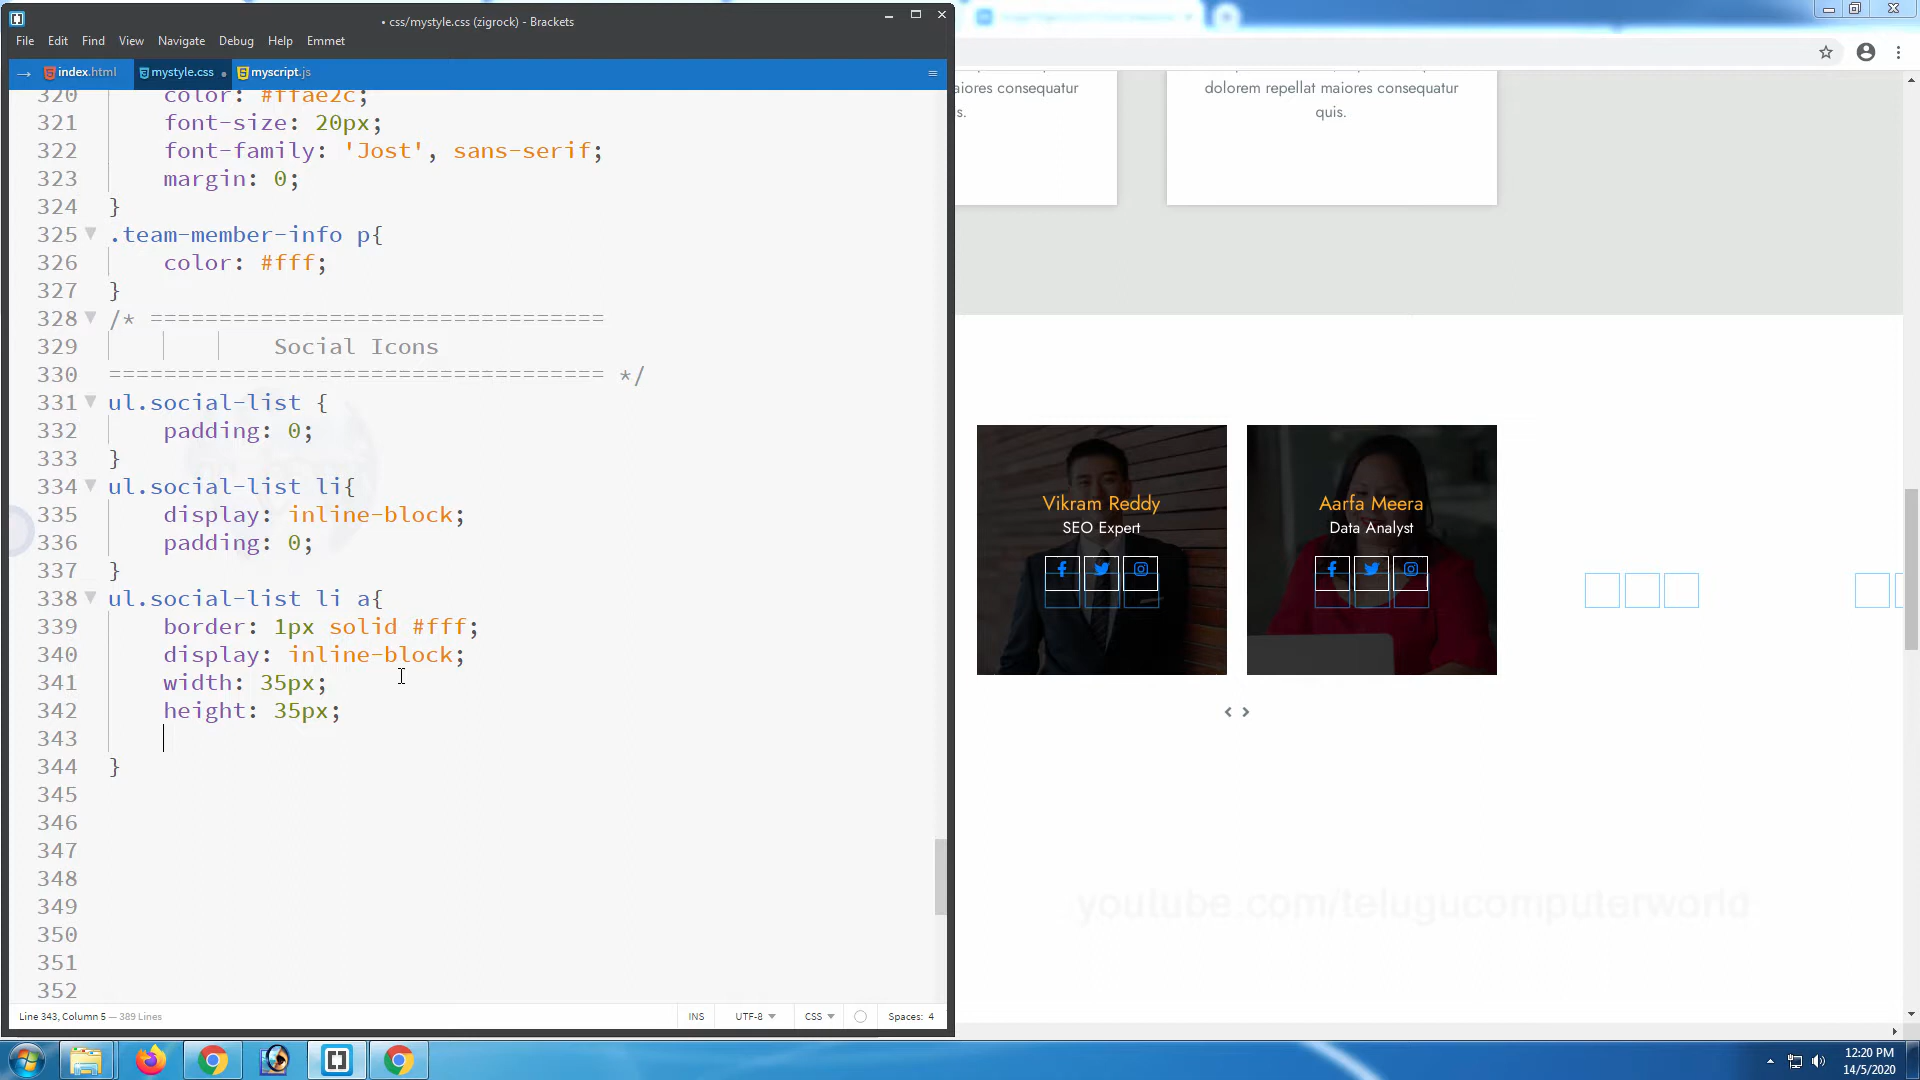 • css/mystyle.css (zigrock) - Brackets
File Edit Find View Navigate Debug Help Emmet
index.html mystyle.css myscript.js
320 color: #ffae2c;
321 font-size: 20px;
322 font-family: 'Jost', sans-serif;
323 margin: 0;
324 }
325 .team-member-info p{
326 color: #fff;
327 }
328 /* =================================
329 Social Icons
330 ==================================== */
331 ul.social-list {
332 padding: 0;
333 }
334 ul.social-list li{
335 display: inline-block;
336 padding: 0;
337 }
338 ul.social-list li a{
339 border: 1px solid #fff;
340 display: inline-block;
341 width: 35px;
342 height: 35px;
343
344 }
345
346
347
348
349
350
351
352
Line 343, Column 5 — 389 Lines
INS UTF-8 CSS Spaces: 4
maiores consequatur
quis.
dolorem repellat maiores consequatur
quis.
Vikram Reddy
SEO Expert
Aarfa Meera
Data Analyst
youtube.com/telugucomputerworld
12:20 PM
14/5/2020